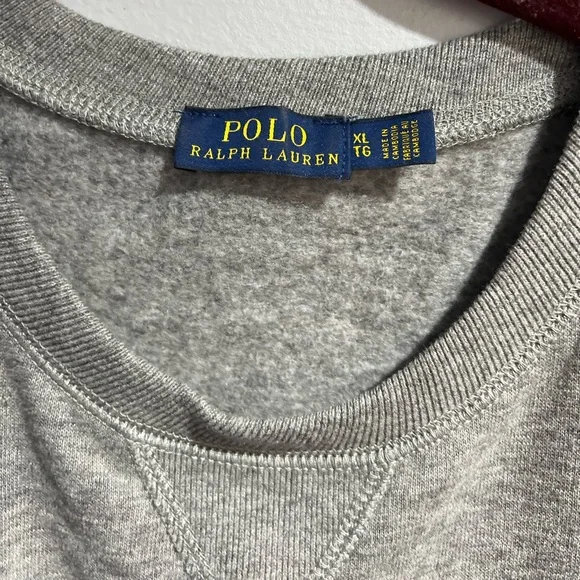 POLO
RALPH LAUREN
XL
TG
MADE IN
CAMBODIA
FABRIQUÉ AU
CAMBODGE